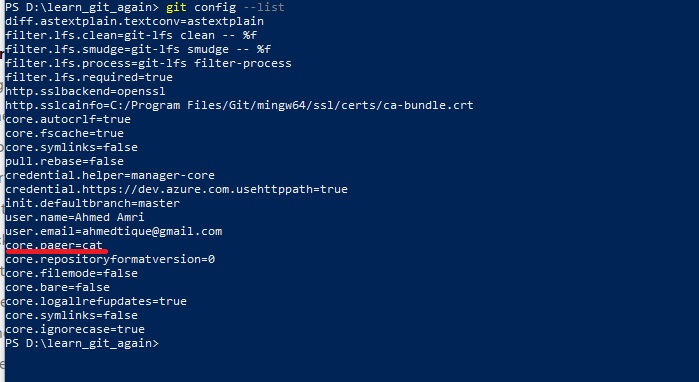 PS D:\learn_git_again> git config --list
diff.astextplain.textconv=astextplain
filter.lfs.clean=git-lfs clean -- %f
filter.lfs.smudge=git-lfs smudge -- %f
filter.lfs.process=git-lfs filter-process
filter.lfs.required=true
http.sslbackend=openssl
http.sslcainfo=C:/Program Files/Git/mingw64/ssl/certs/ca-bundle.crt
core.autocrlf=true
core.fscache=true
core.symlinks=false
pull.rebase=false
credential.helper=manager-core
credential.https://dev.azure.com.usehttppath=true
init.defaultbranch=master
user.name=Ahmed Amri
user.email=ahmedtique@gmail.com
core.pager=cat
core.repositoryformatversion=0
core.filemode=false
core.bare=false
core.logallrefupdates=true
core.symlinks=false
core.ignorecase=true
PS D:\learn_git_again>